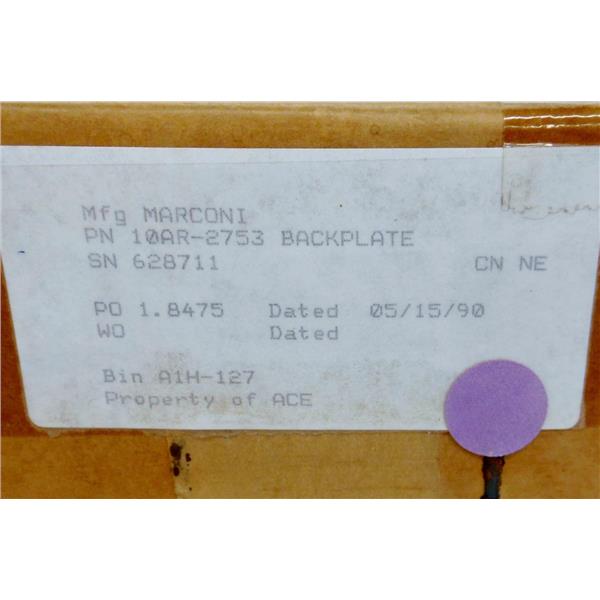 Mfg MARCONI
PN 10AR-2753 BACKPLATE
SN 628711 CN NE
PO 1.8475 Dated 05/15/90
WO Dated
Bin A1H-127
Property of ACE